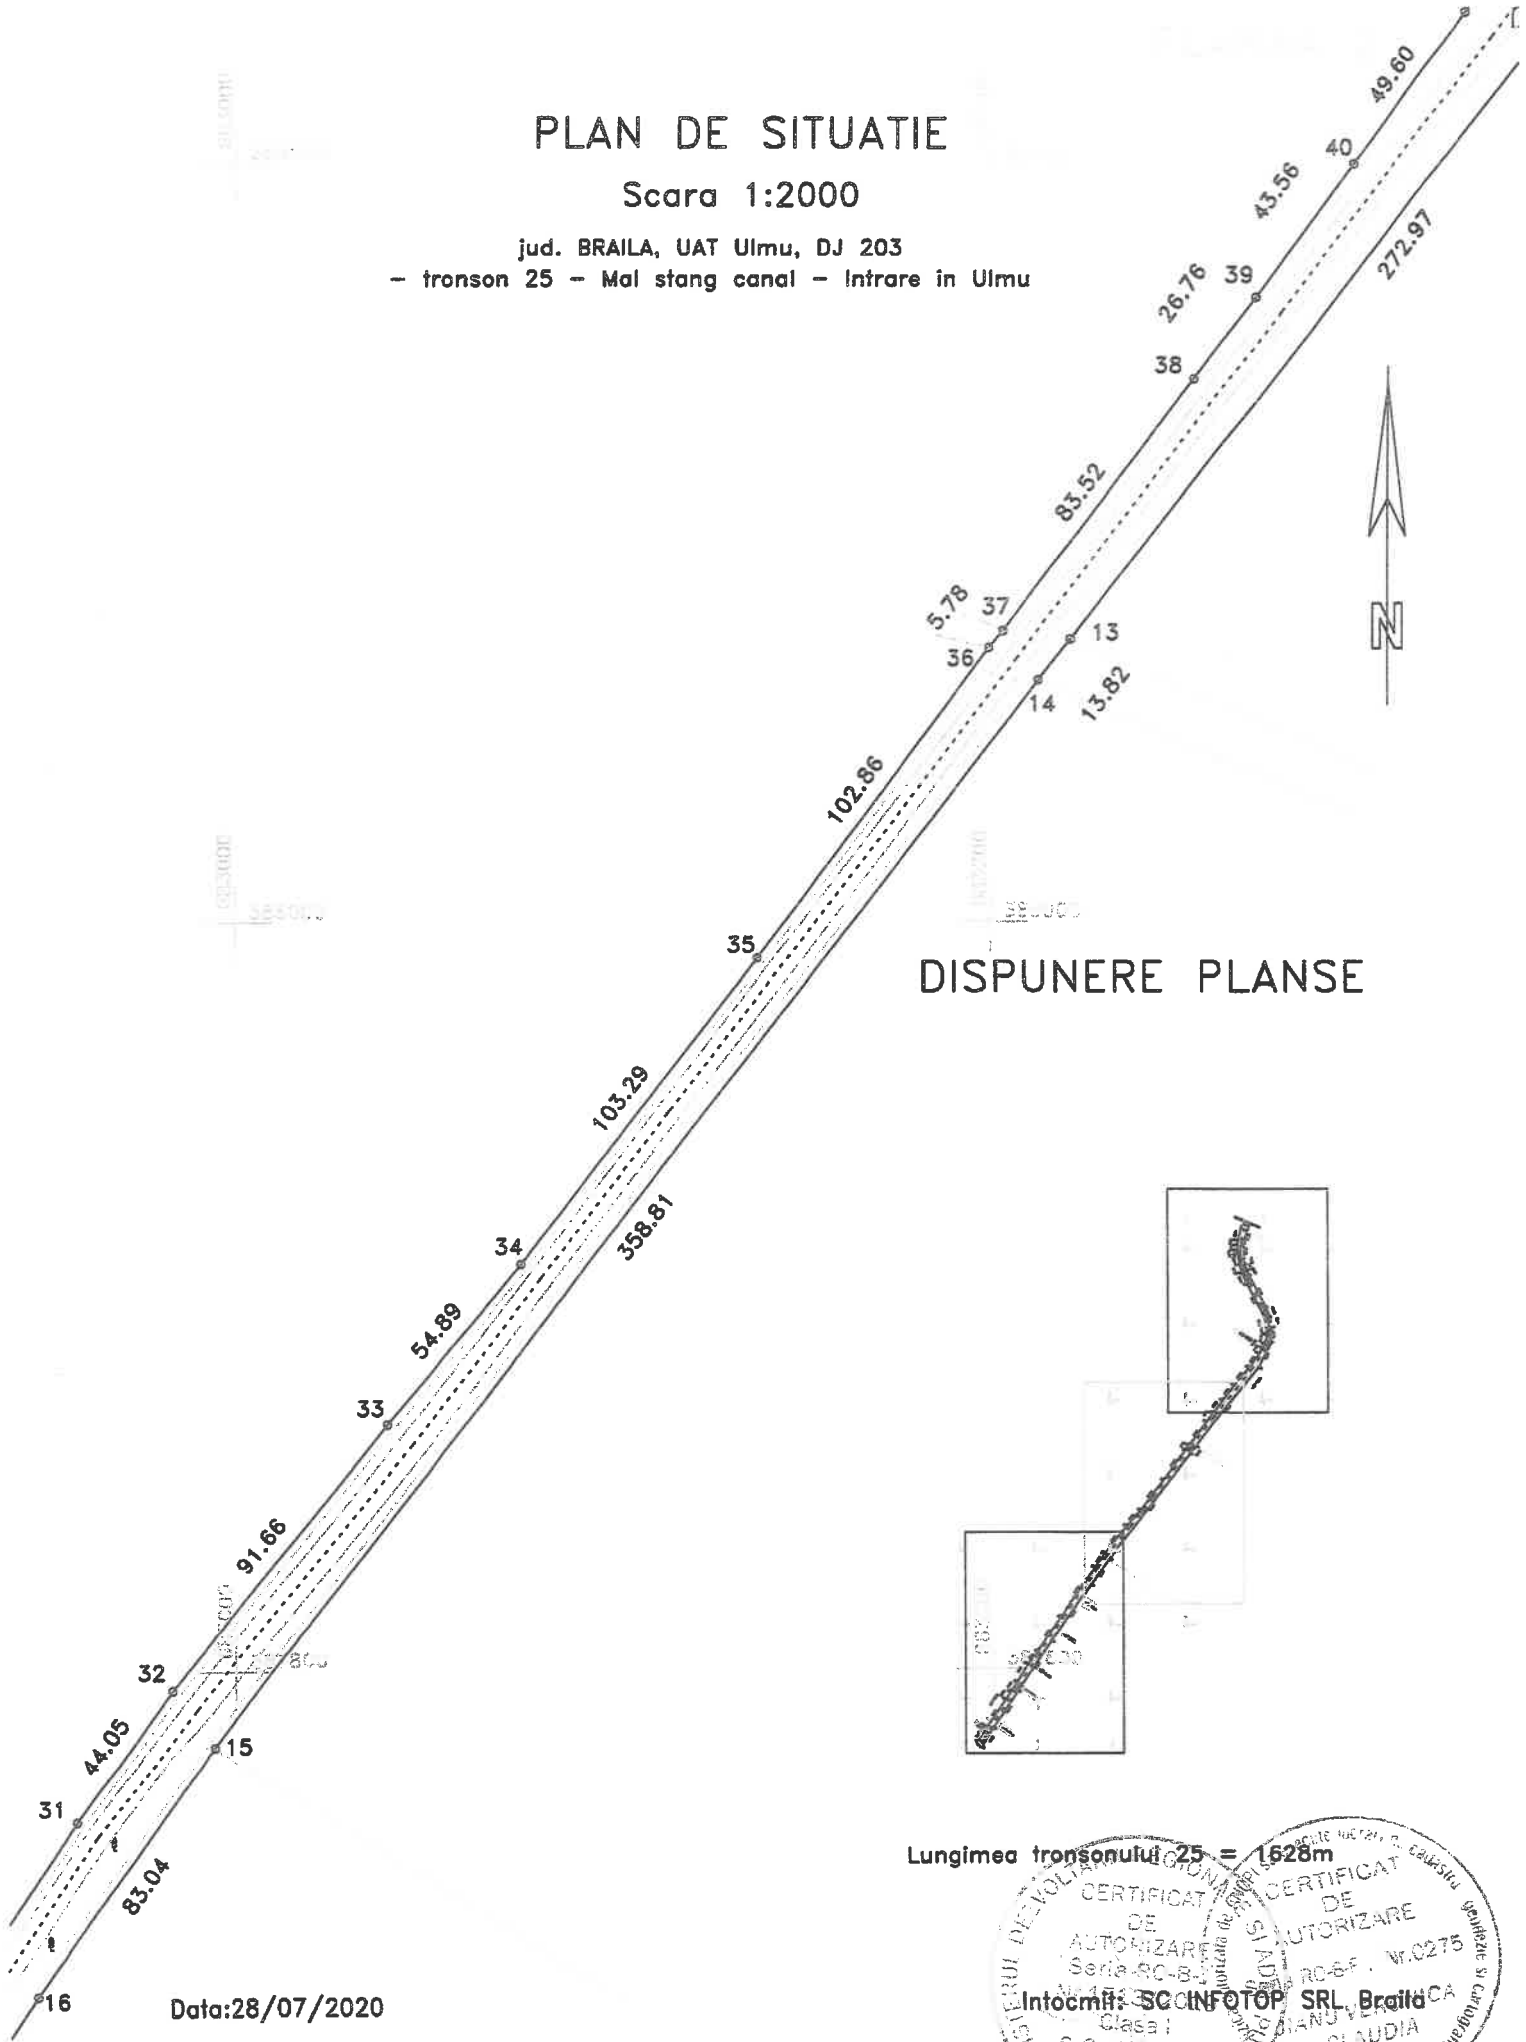 PLAN DE SITUATIE
Scara 1:2000
jud. BRAILA, UAT Ulmu, DJ 203
- tronson 25 - Mal stang canal - Intrare in Ulmu
49.60
40
43.56
272.97
39
26.76
38
83.52
N
5.78
37
13
36
14
13.82
102.86
35
DISPUNERE PLANSE
103.29
358.81
34
54.89
33
91.66
32
44.05
15
31
83.04
16
Lungimea tronsonului 25 = 1628m
CERTIFICAT
DE
AUTORIZARE
Clasa I
CERTIFICAT
DE
AUTORIZARE
Nr.0275
CLAUDIA
Intocmit: SC INFOTOP SRL Braila
Data:28/07/2020